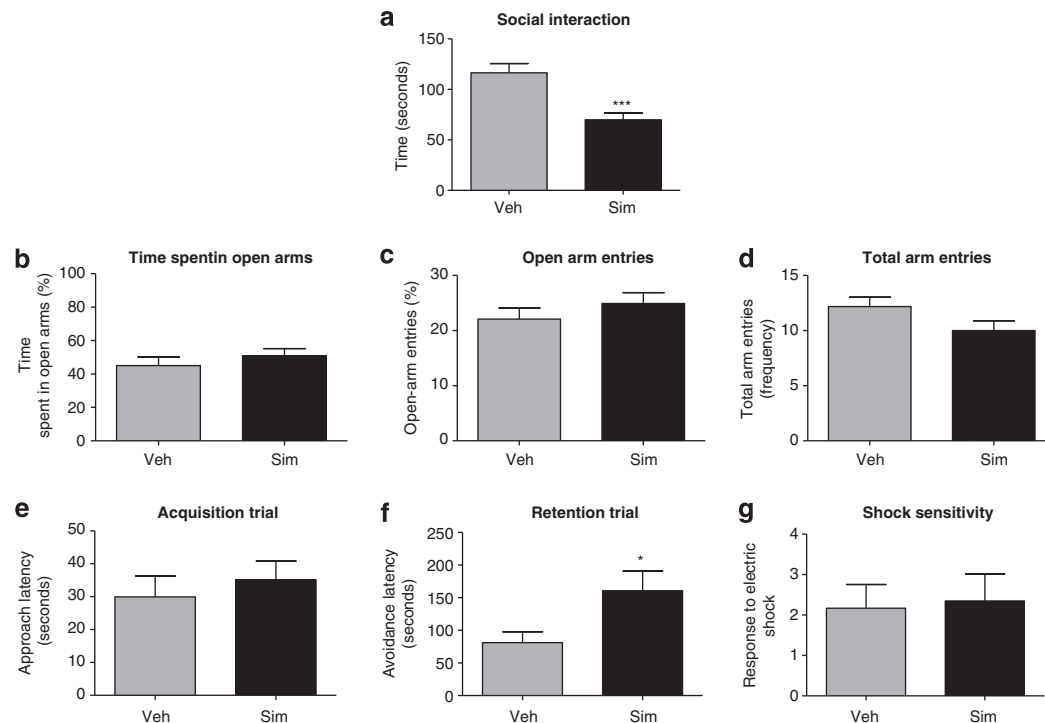 a
Social interaction
Time (seconds)
150
100
50
0
***
Veh
Sim
b
Time spentin open arms
Time
spent in open arms (%)
100
80
60
40
20
0
Veh
Sim
c
Open arm entries
Open-arm entries (%)
30
20
10
0
Veh
Sim
d
Total arm entries
Total arm entries
(frequency)
15
10
5
0
Veh
Sim
e
Acquisition trial
Approach latency
(seconds)
50
40
30
20
10
0
Veh
Sim
f
Retention trial
Avoidance latency
(seconds)
250
200
150
100
50
0
*
Veh
Sim
g
Shock sensitivity
Response to electric
shock
4
3
2
1
0
Veh
Sim